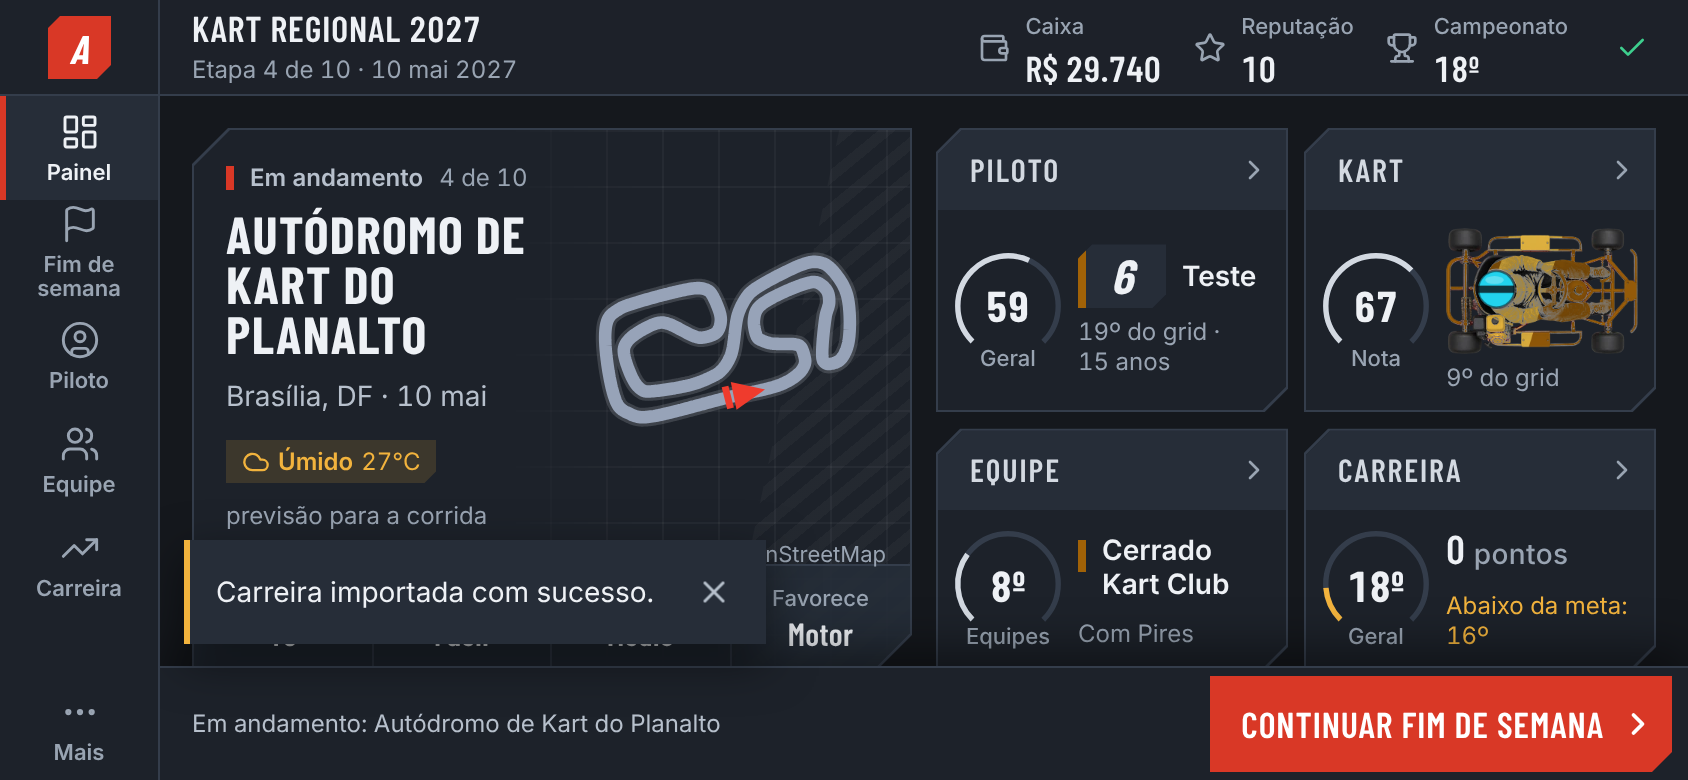 A
KART REGIONAL 2027
Etapa 4 de 10 · 10 mai 2027
Caixa
R$ 29.740
Reputação
10
Campeonato
18º
Painel
Fim de
semana
Piloto
Equipe
Carreira
Mais
Em andamento 4 de 10
AUTÓDROMO DE
KART DO
PLANALTO
Brasília, DF · 10 mai
Úmido 27°C
previsão para a corrida
nStreetMap
Favorece
Motor
Carreira importada com sucesso.
PILOTO
59
Geral
6
Teste
19º do grid ·
15 anos
KART
67
Nota
9º do grid
EQUIPE
8º
Equipes
Cerrado
Kart Club
Com Pires
CARREIRA
18º
Geral
0 pontos
Abaixo da meta:
16º
Em andamento: Autódromo de Kart do Planalto
CONTINUAR FIM DE SEMANA